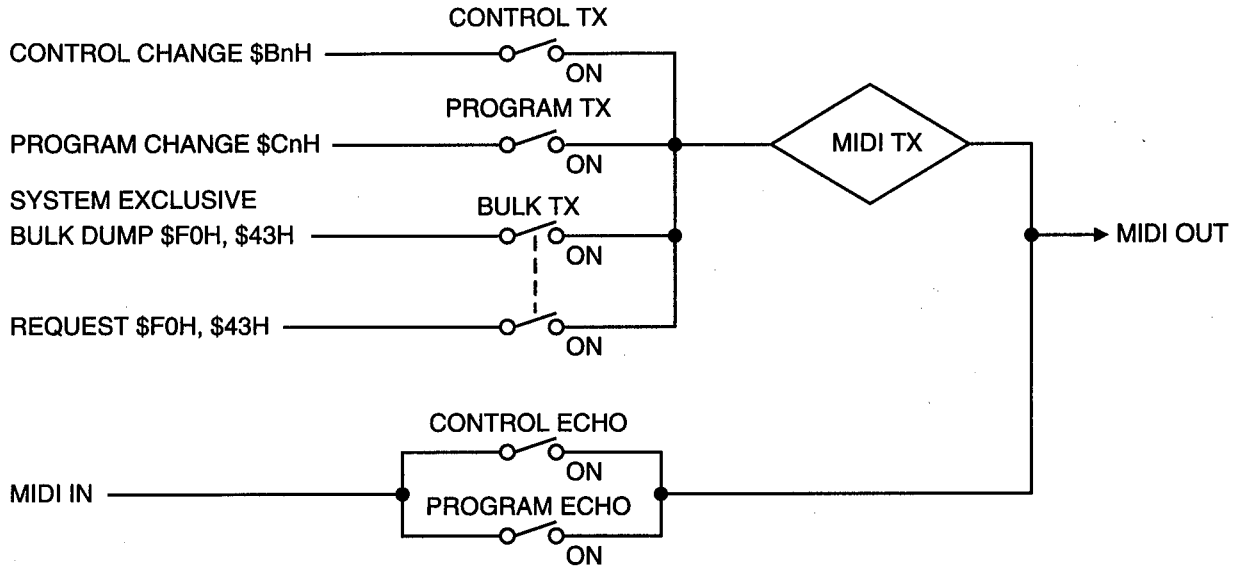 CONTROL TX
CONTROL CHANGE $BnH
ON
PROGRAM TX
PROGRAM CHANGE $CnH
ON
MIDI TX
SYSTEM EXCLUSIVE
BULK TX
BULK DUMP $F0H, $43H
ON
MIDI OUT
REQUEST $F0H, $43H
ON
CONTROL ECHO
ON
MIDI IN
PROGRAM ECHO
ON